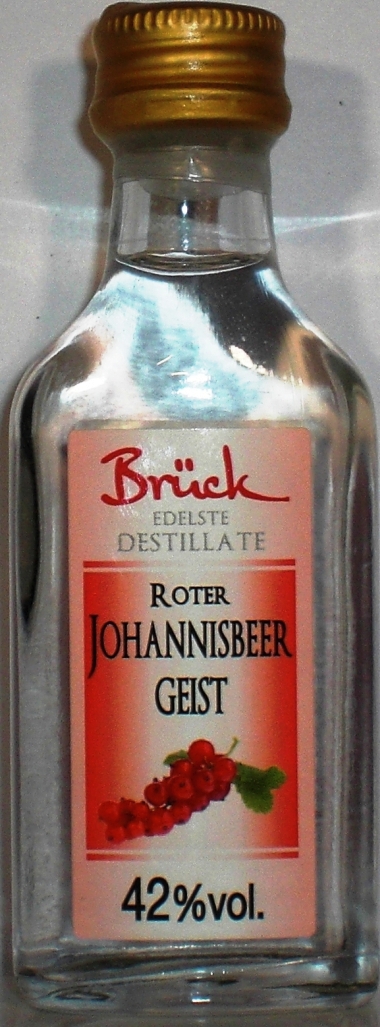 Brück
EDELSTE
DESTILLATE
ROTER
JOHANNISBEER
GEIST
42%vol.